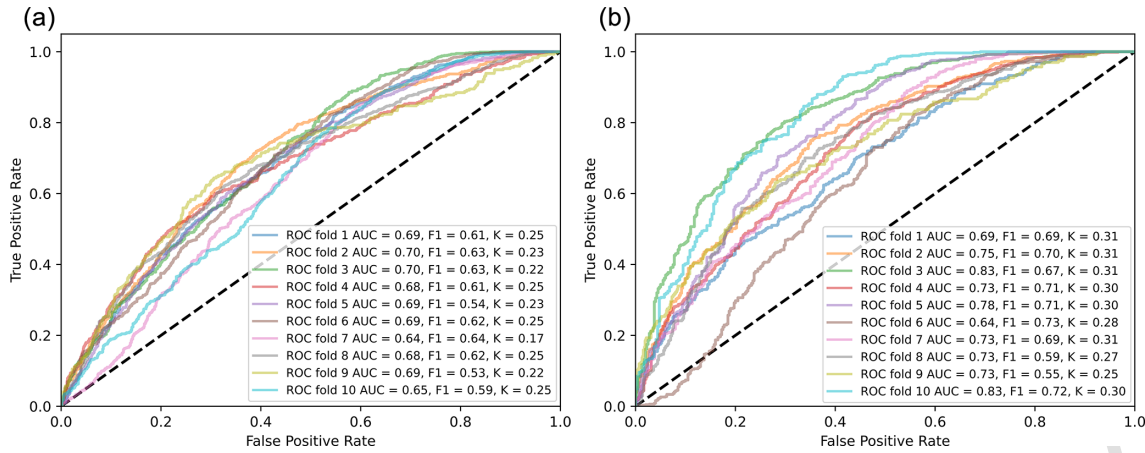 (a)
True Positive Rate
1.0
0.8
0.6
0.4
0.2
0.0
ROC fold 1 AUC = 0.69, F1 = 0.61, K = 0.25
ROC fold 2 AUC = 0.70, F1 = 0.63, K = 0.23
ROC fold 3 AUC = 0.70, F1 = 0.63, K = 0.22
ROC fold 4 AUC = 0.68, F1 = 0.61, K = 0.25
ROC fold 5 AUC = 0.69, F1 = 0.54, K = 0.23
ROC fold 6 AUC = 0.69, F1 = 0.62, K = 0.25
ROC fold 7 AUC = 0.64, F1 = 0.64, K = 0.17
ROC fold 8 AUC = 0.68, F1 = 0.62, K = 0.25
ROC fold 9 AUC = 0.69, F1 = 0.53, K = 0.22
ROC fold 10 AUC = 0.65, F1 = 0.59, K = 0.25
0.0 0.2 0.4 0.6 0.8 1.0
False Positive Rate
(b)
True Positive Rate
1.0
0.8
0.6
0.4
0.2
0.0
ROC fold 1 AUC = 0.69, F1 = 0.69, K = 0.31
ROC fold 2 AUC = 0.75, F1 = 0.70, K = 0.31
ROC fold 3 AUC = 0.83, F1 = 0.67, K = 0.31
ROC fold 4 AUC = 0.73, F1 = 0.71, K = 0.30
ROC fold 5 AUC = 0.78, F1 = 0.71, K = 0.30
ROC fold 6 AUC = 0.64, F1 = 0.73, K = 0.28
ROC fold 7 AUC = 0.73, F1 = 0.69, K = 0.31
ROC fold 8 AUC = 0.73, F1 = 0.59, K = 0.27
ROC fold 9 AUC = 0.73, F1 = 0.55, K = 0.25
ROC fold 10 AUC = 0.83, F1 = 0.72, K = 0.30
0.0 0.2 0.4 0.6 0.8 1.0
False Positive Rate